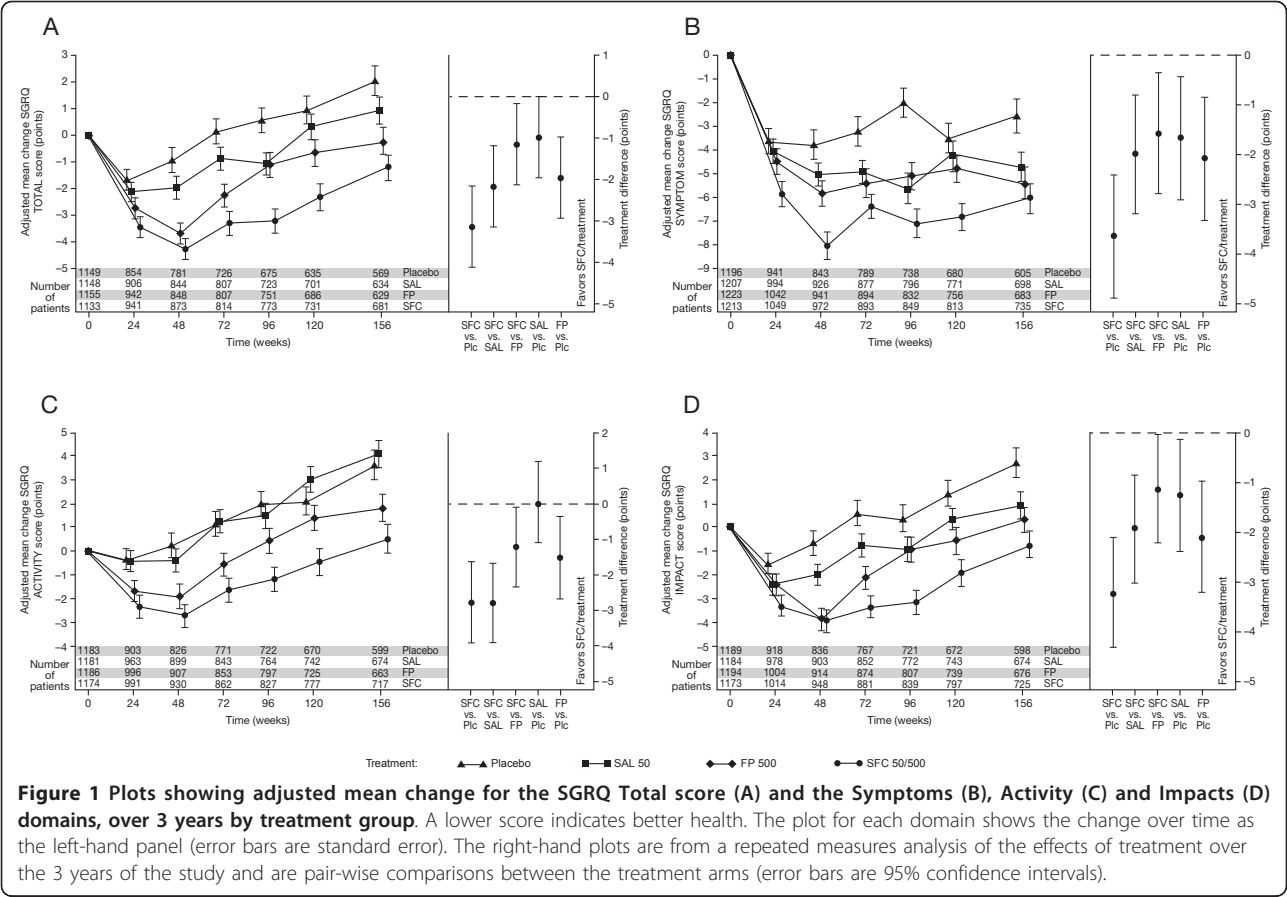 A
Adjusted mean change SGRQ
TOTAL score (points)
3
2
1
0
–1
–2
–3
–4
–5
Number
of
patients
1149 854 781 726 675 635 569 Placebo
1148 906 844 807 723 701 634 SAL
1155 942 848 807 751 686 629 FP
1133 941 873 814 773 731 681 SFC
0 24 48 72 96 120 156
Time (weeks)
1
0
–1
–2
–3
–4
–5
Favors SFC/treatment
Treatment difference (points)
SFC SFC SFC SAL FP
vs. vs. vs. vs. vs.
Plc SAL FP Plc Plc
B
Adjusted mean change SGRQ
SYMPTOM score (points)
0
–1
–2
–3
–4
–5
–6
–7
–8
–9
Number
of
patients
1196 941 843 789 738 680 605 Placebo
1207 994 926 877 796 771 698 SAL
1223 1042 941 894 832 756 683 FP
1213 1049 972 893 849 813 735 SFC
0 24 48 72 96 120 156
Time (weeks)
0
–1
–2
–3
–4
–5
Favors SFC/treatment
Treatment difference (points)
SFC SFC SFC SAL FP
vs. vs. vs. vs. vs.
Plc SAL FP Plc Plc
C
Adjusted mean change SGRQ
ACTIVITY score (points)
5
4
3
2
1
0
–1
–2
–3
–4
Number
of
patients
1183 903 826 771 722 670 599 Placebo
1181 963 899 843 764 742 674 SAL
1186 996 907 853 797 725 663 FP
1174 991 930 862 827 777 717 SFC
0 24 48 72 96 120 156
Time (weeks)
2
1
0
–1
–2
–3
–4
–5
Favors SFC/treatment
Treatment difference (points)
SFC SFC SFC SAL FP
vs. vs. vs. vs. vs.
Plc SAL FP Plc Plc
D
Adjusted mean change SGRQ
IMPACT score (points)
4
3
2
1
0
–1
–2
–3
–4
–5
Number
of
patients
1189 918 836 767 721 672 598 Placebo
1184 978 903 852 772 743 674 SAL
1194 1004 914 874 807 739 676 FP
1173 1014 948 881 839 797 725 SFC
0 24 48 72 96 120 156
Time (weeks)
0
–1
–2
–3
–4
–5
Favors SFC/treatment
Treatment difference (points)
SFC SFC SFC SAL FP
vs. vs. vs. vs. vs.
Plc SAL FP Plc Plc
Treatment: Placebo SAL 50 FP 500 SFC 50/500
Figure 1 Plots showing adjusted mean change for the SGRQ Total score (A) and the Symptoms (B), Activity (C) and Impacts (D)
domains, over 3 years by treatment group. A lower score indicates better health. The plot for each domain shows the change over time as
the left-hand panel (error bars are standard error). The right-hand plots are from a repeated measures analysis of the effects of treatment over
the 3 years of the study and are pair-wise comparisons between the treatment arms (error bars are 95% confidence intervals).